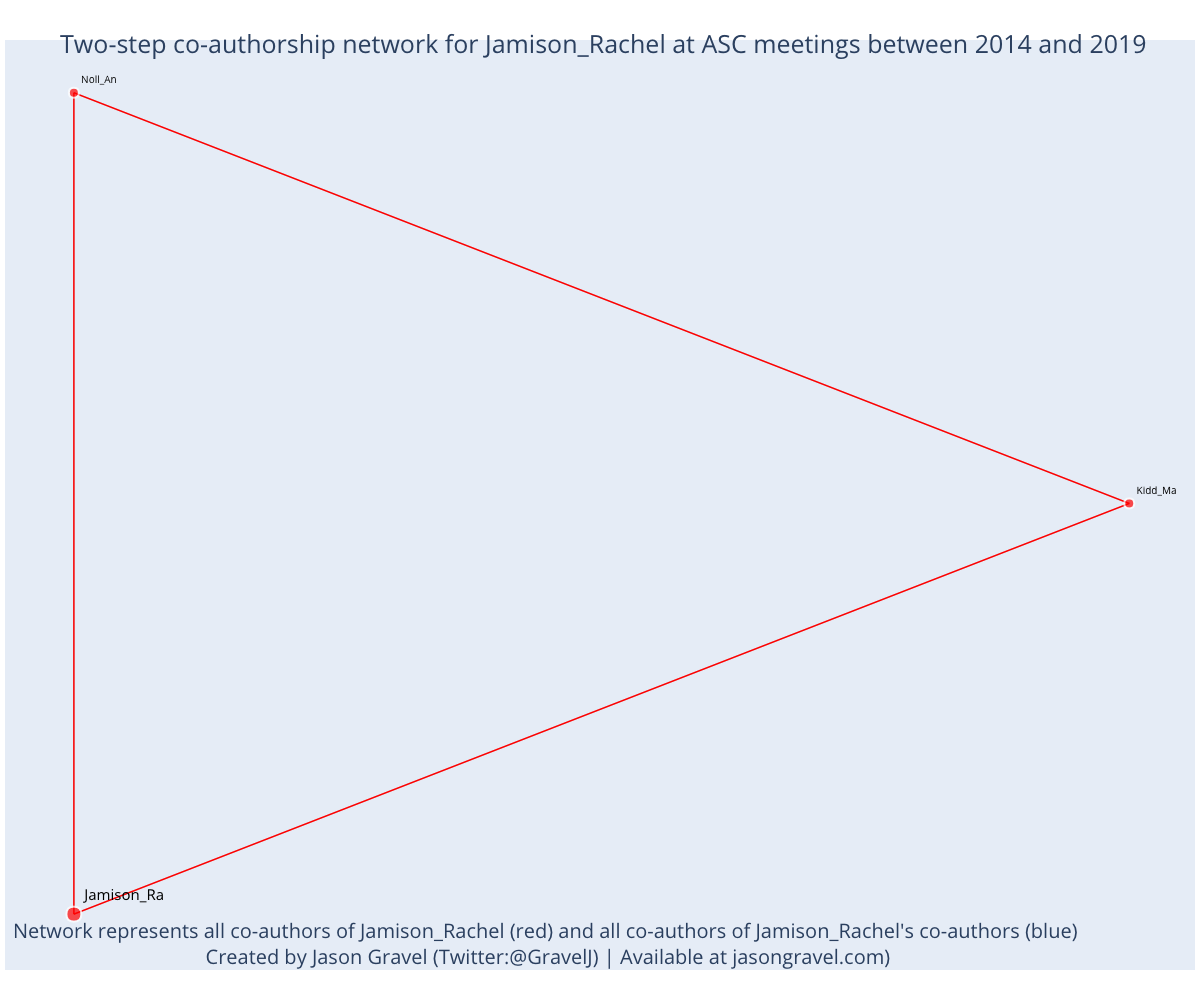 Two-step co-authorship network for Jamison_Rachel at ASC meetings between 2014 and 2019
Noll_An
Kidd_Ma
Jamison_Ra
Network represents all co-authors of Jamison_Rachel (red) and all co-authors of Jamison_Rachel's co-authors (blue)
Created by Jason Gravel (Twitter:@GravelJ) | Available at jasongravel.com)